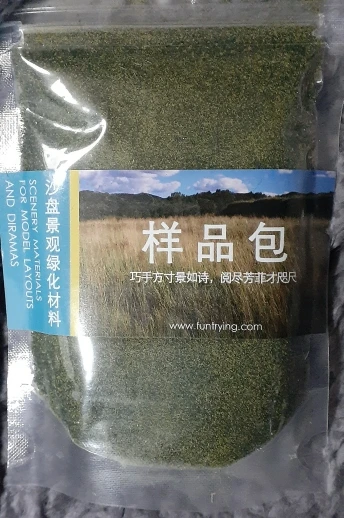 样品包
巧手方寸景如诗，阅尽芳菲才咫尺
www.funtrying.com
沙盘景观绿化材料
SCENERY MATERIALS
FOR MODEL LAYOUTS
AND DIRAMAS